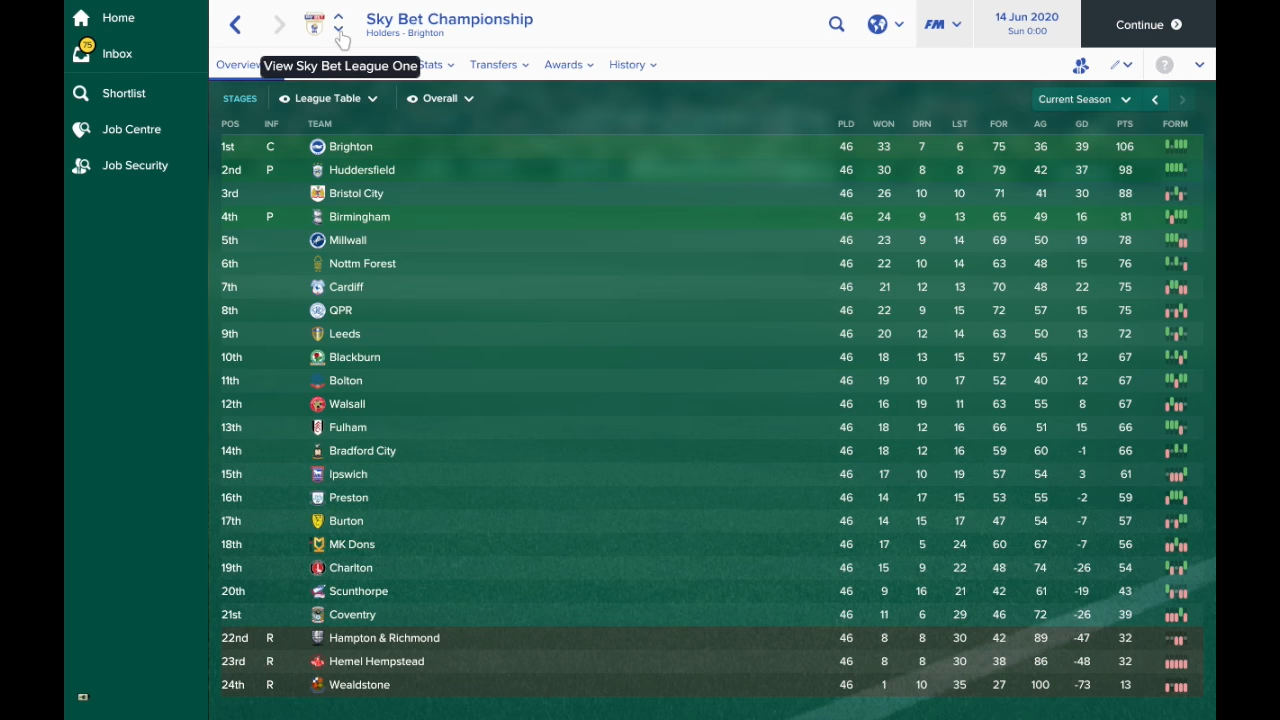 Home
75
Inbox
Shortlist
Job Centre
Job Security
Sky Bet Championship
Holders - Brighton
FM
14 Jun 2020
Sun 0:00
Continue
Overview Stats Transfers Awards History
View Sky Bet League One
STAGES League Table Overall Current Season
POS INF TEAM PLD WON DRN LST FOR AG GD PTS FORM
1st C Brighton 46 33 7 6 75 36 39 106
2nd P Huddersfield 46 30 8 8 79 42 37 98
3rd Bristol City 46 26 10 10 71 41 30 88
4th P Birmingham 46 24 9 13 65 49 16 81
5th Millwall 46 23 9 14 69 50 19 78
6th Nottm Forest 46 22 10 14 63 48 15 76
7th Cardiff 46 21 12 13 70 48 22 75
8th QPR 46 22 9 15 72 57 15 75
9th Leeds 46 20 12 14 63 50 13 72
10th Blackburn 46 18 13 15 57 45 12 67
11th Bolton 46 19 10 17 52 40 12 67
12th Walsall 46 16 19 11 63 55 8 67
13th Fulham 46 18 12 16 66 51 15 66
14th Bradford City 46 18 12 16 59 60 -1 66
15th Ipswich 46 17 10 19 57 54 3 61
16th Preston 46 14 17 15 53 55 -2 59
17th Burton 46 14 15 17 47 54 -7 57
18th MK Dons 46 17 5 24 60 67 -7 56
19th Charlton 46 15 9 22 48 74 -26 54
20th Scunthorpe 46 9 16 21 42 61 -19 43
21st Coventry 46 11 6 29 46 72 -26 39
22nd R Hampton & Richmond 46 8 8 30 42 89 -47 32
23rd R Hemel Hempstead 46 8 8 30 38 86 -48 32
24th R Wealdstone 46 1 10 35 27 100 -73 13